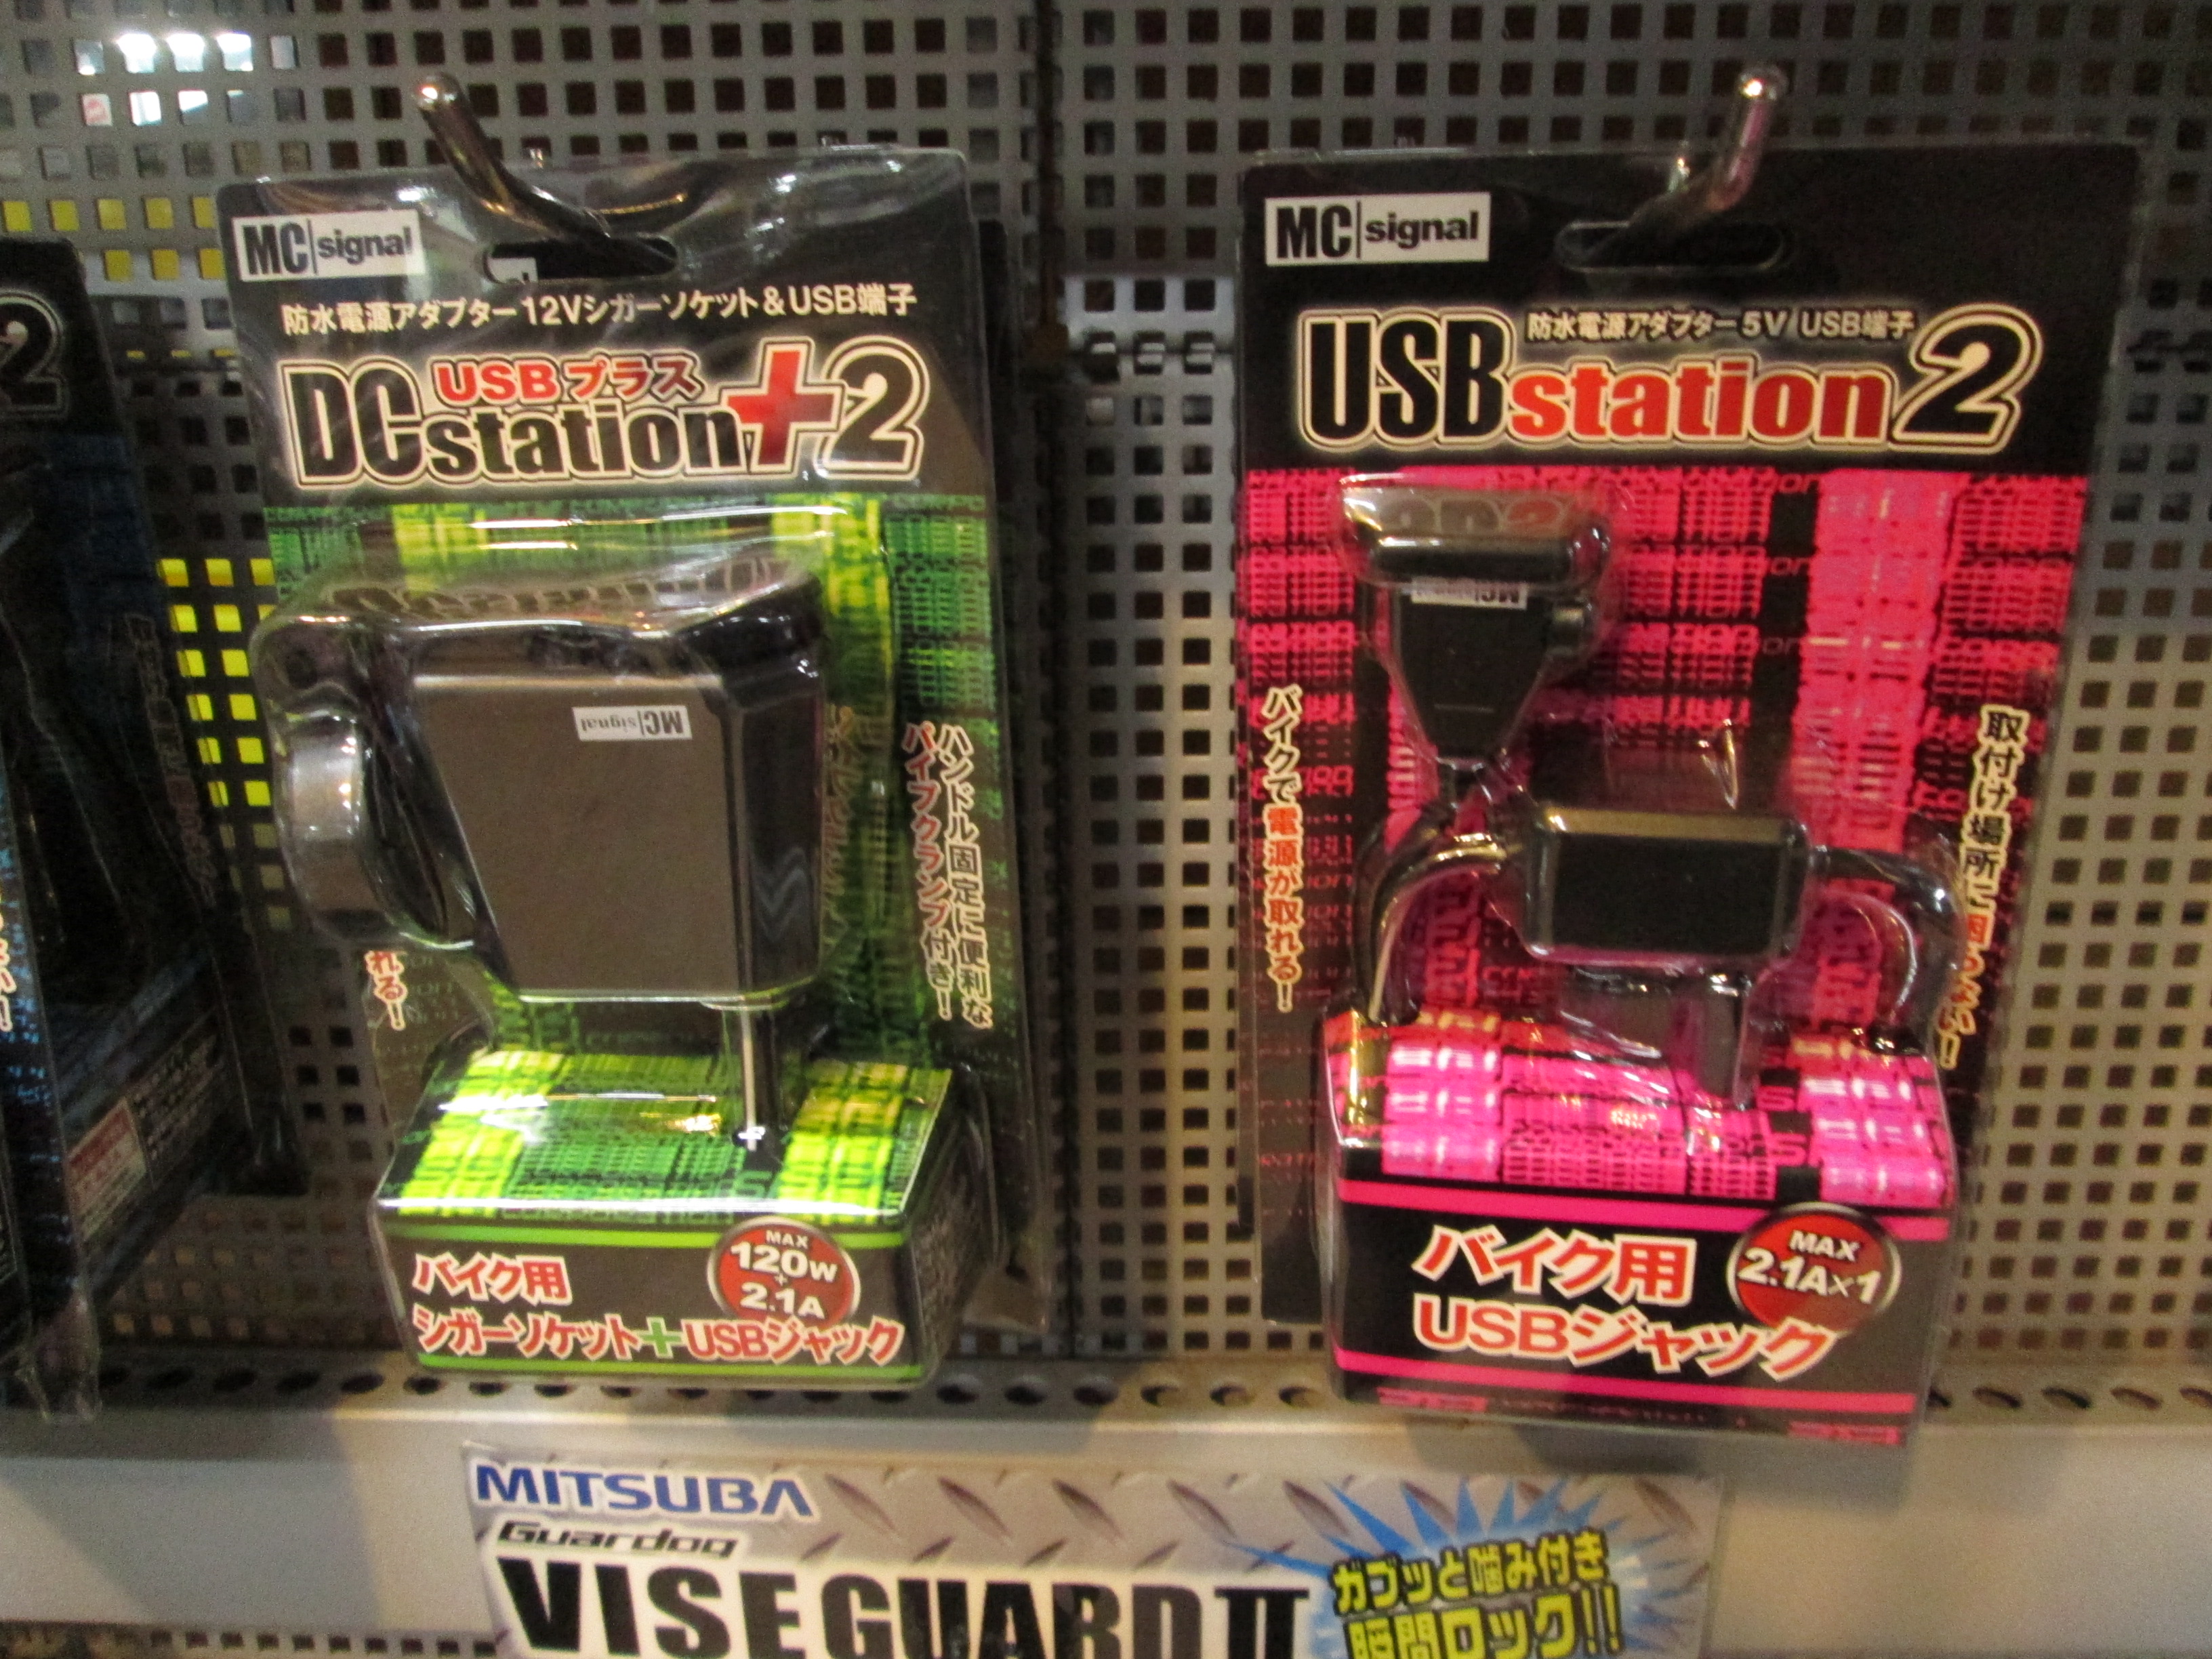 2
MC|signal
防水電源アダプター12Vシガーソケット&USB端子
USBプラス
DCstation+2
MC|signal
ハンドル固定に便利な
パイプクランプ付き!
れる!
MAX
120w
+
2.1A
バイク用
シガーソケット+USBジャック
MC|signal
防水電源アダプター5V USB端子
USBstation2
MC|signal
バイクで電源が取れる!
取付け場所に困らない!
MAX
2.1A×1
バイク用
USBジャック
MITSUBA
Guardog
VISE GUARD II
ガブッと噛み付き
瞬間ロック!!